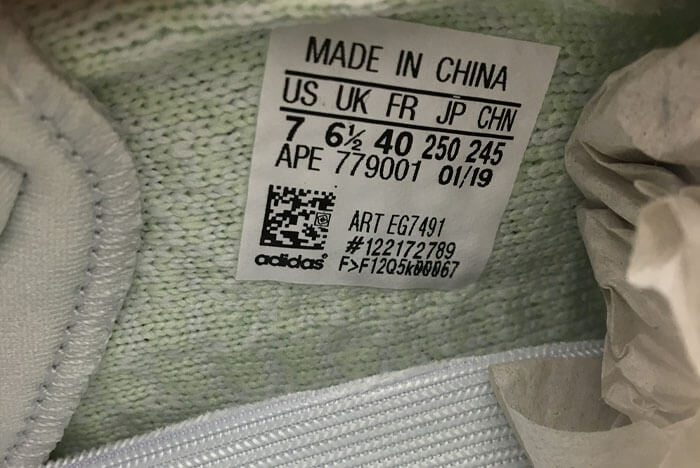 MADE IN CHINA
US UK FR JP CHN
7 6½ 40 250 245
APE 779001 01/19
ART EG7491
#122172789
adidas® F>F12Q5k00067